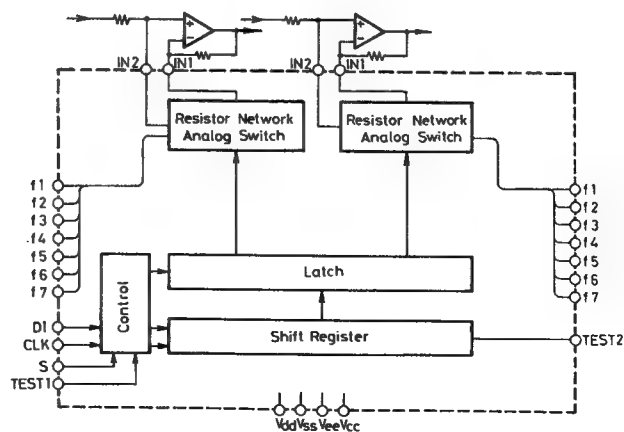 IN2
IN1
IN2
IN1
Resistor Network
Analog Switch
Resistor Network
Analog Switch
f1
f2
f3
f4
f5
f6
f7
f1
f2
f3
f4
f5
f6
f7
Control
Latch
Shift Register
DI
CLK
S
TEST1
TEST2
Vdd Vss Vee Vcc